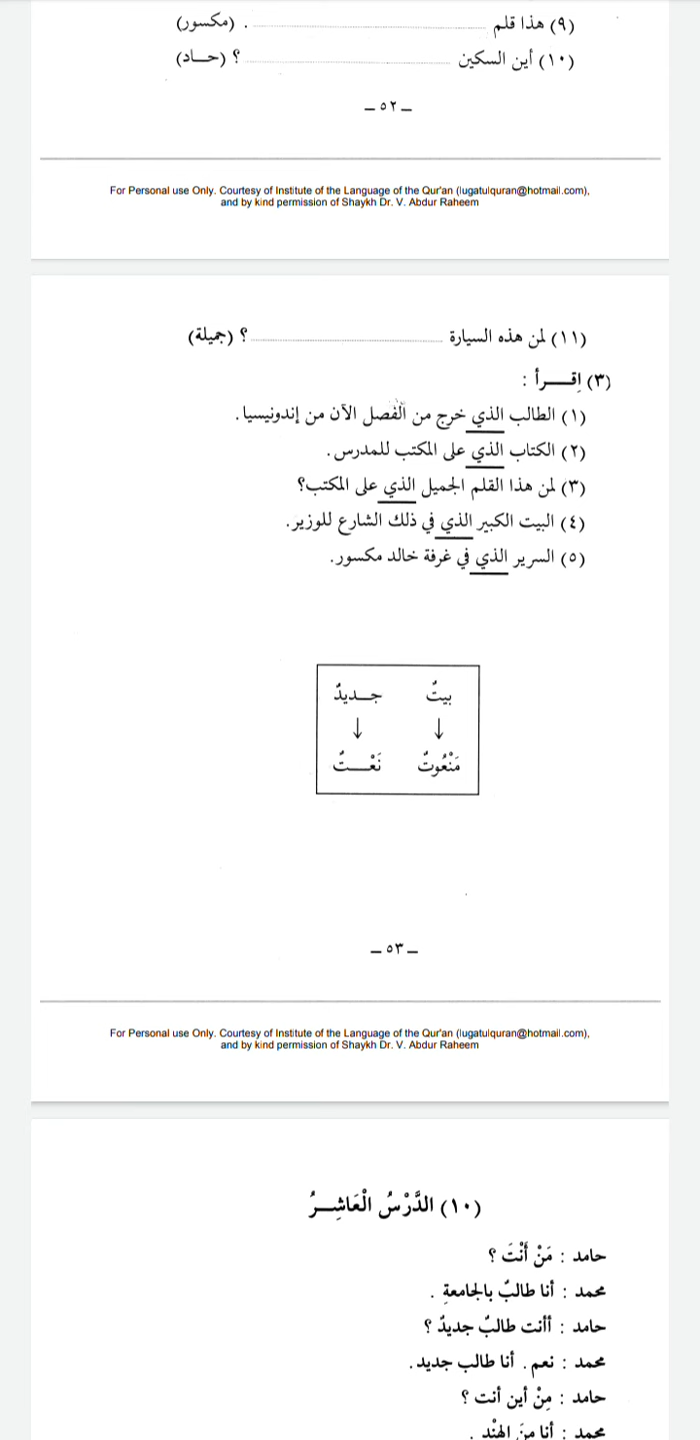 (٩) هذا قلم ........................ . (مكسور)
(١٠) أين السكين ........................ ؟ (حـاد)
– ٥٢ –
For Personal use Only. Courtesy of Institute of the Language of the Qur'an (lugatulquran@hotmail.com),
and by kind permission of Shaykh Dr. V. Abdur Raheem
(١١) لمن هذه السيارة ........................ ؟ (جميلة)
(٣) اِقـــرأ :
(١) الطالب الذي خرج من الفصل الآن من إندونيسيا.
(٢) الكتاب الذي على المكتب للمدرس.
(٣) لمن هذا القلم الجميل الذي على المكتب؟
(٤) البيت الكبير الذي في ذلك الشارع للوزير.
(٥) السرير الذي في غرفة خالد مكسور.
بيتٌ جـديدٌ
↓ ↓
مَنْعُوتٌ نَعْـــتٌ
– ٥٣ –
For Personal use Only. Courtesy of Institute of the Language of the Qur'an (lugatulquran@hotmail.com),
and by kind permission of Shaykh Dr. V. Abdur Raheem
(١٠) الدَّرْسُ الْعَاشِـرُ
حامد : مَنْ أَنْتَ ؟
محمد : أنا طالبٌ بالجامعةِ .
حامد : أأنت طالبٌ جديدٌ ؟
محمد : نعم. أنا طالب جديد.
حامد : مِنْ أين أنت ؟
محمد : أنا منَ الهِنْد .